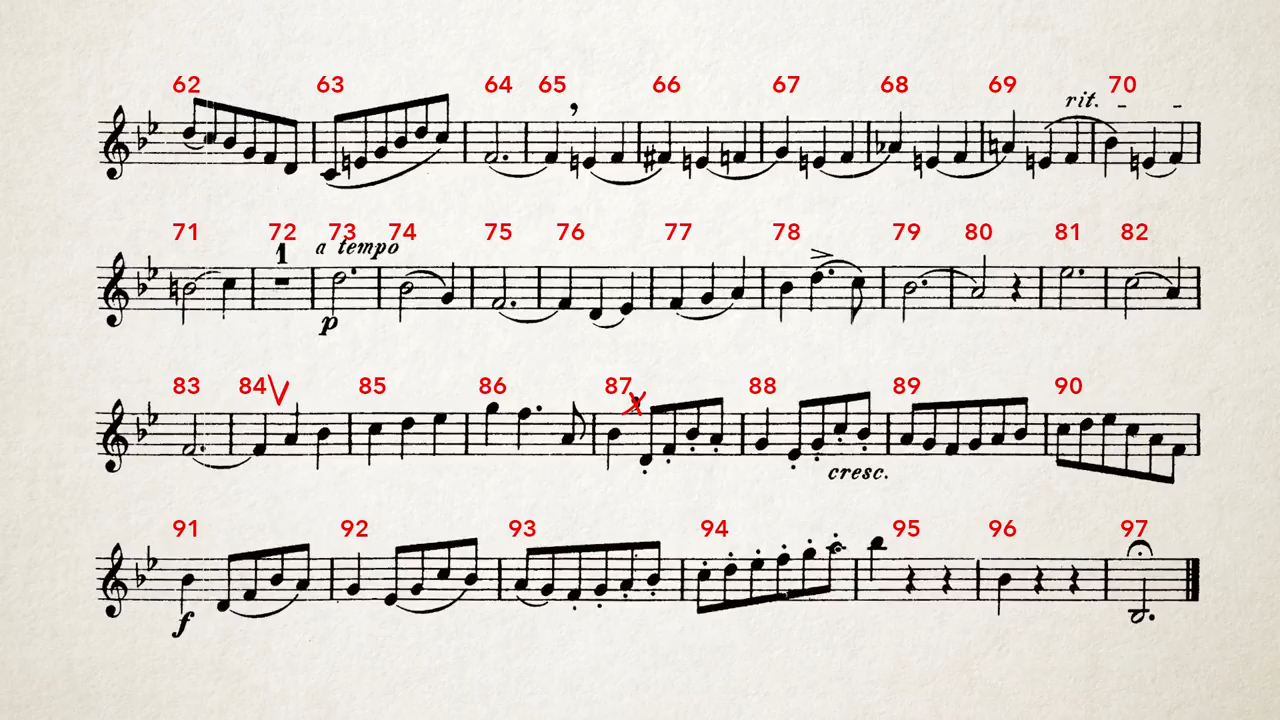 62 63 64 65 66 67 68 69 70
rit.
71 72 73 74 75 76 77 78 79 80 81 82
1 a tempo
p
83 84 85 86 87 88 89 90
cresc.
91 92 93 94 95 96 97
f